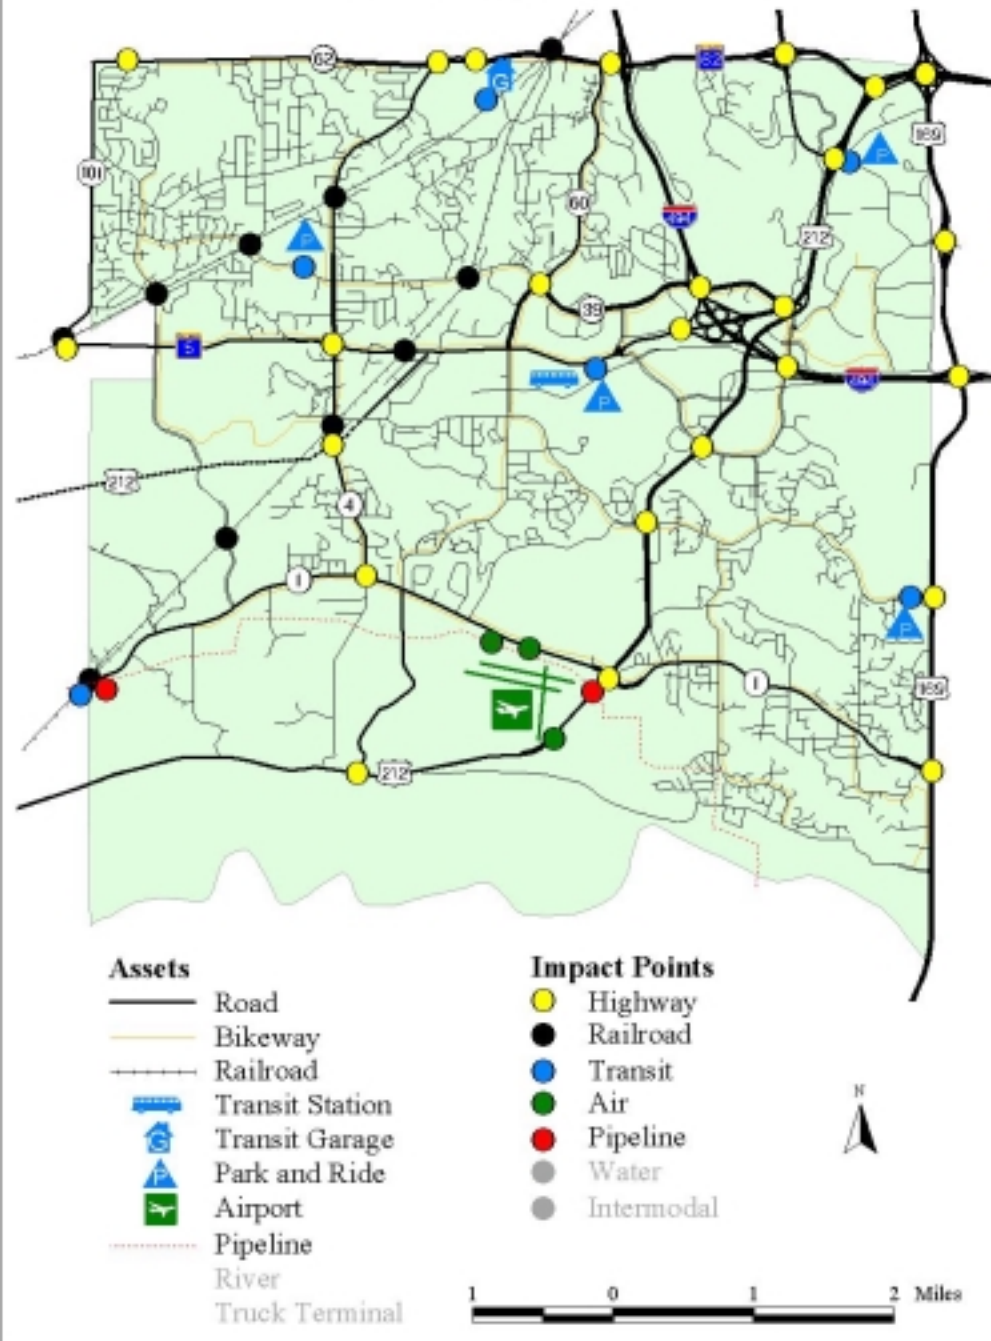 62
G
62
169
P
101
60
494
212
P
39
5
P
494
212
4
1
P
1
169
212
Assets
Road
Bikeway
Railroad
Transit Station
G Transit Garage
P Park and Ride
Airport
Pipeline
River
Truck Terminal
Impact Points
Highway
Railroad
Transit
Air
Pipeline
Water
Intermodal
N
1 0 2 Miles